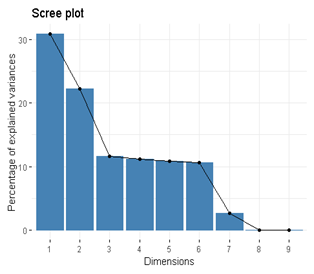 Scree plot
Percentage of explained variances
30
20
10
0
1 2 3 4 5 6 7 8 9
Dimensions